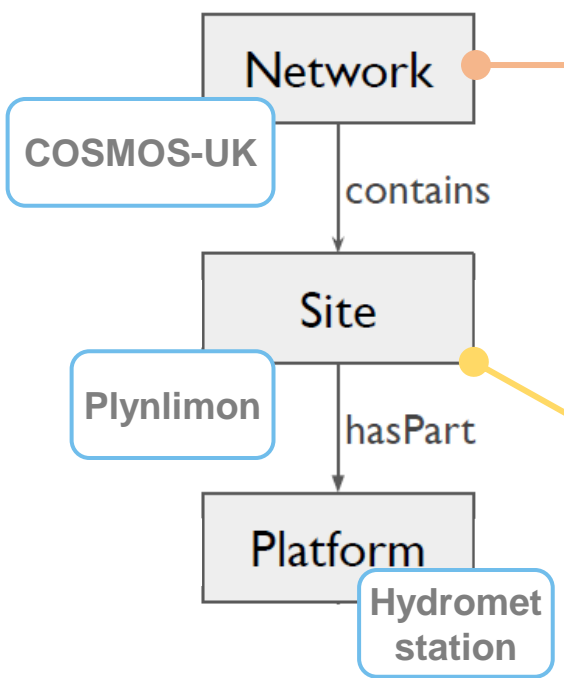 Network
COSMOS-UK
contains
Site
Plynlimon
hasPart
Platform
Hydromet
station